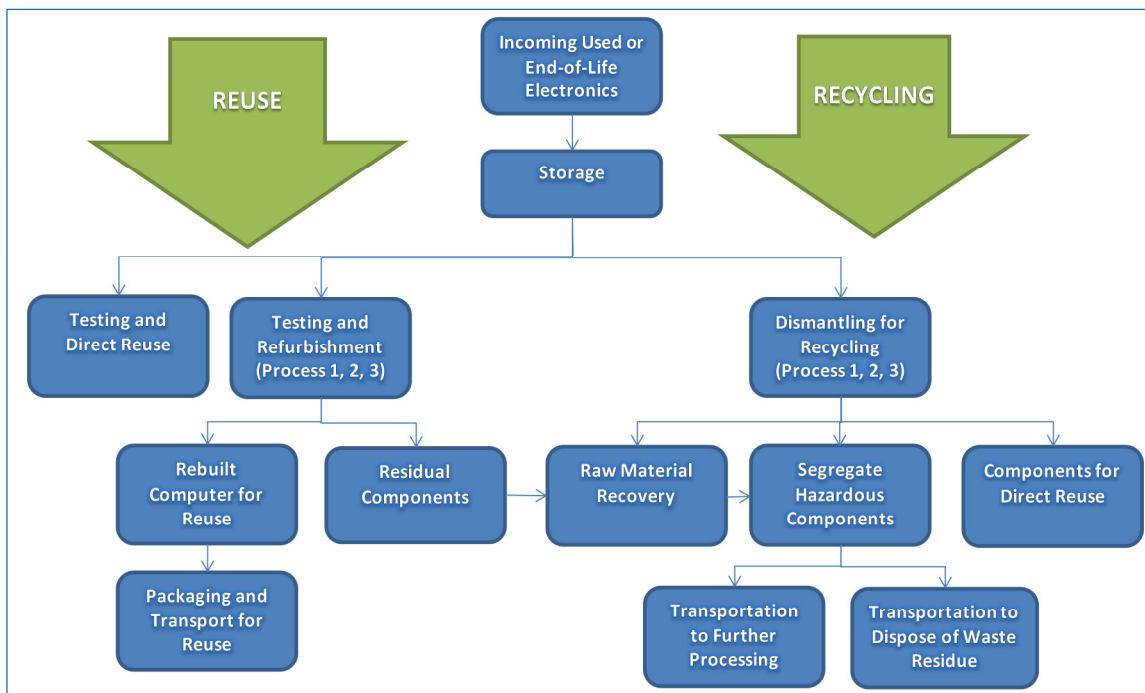 Incoming Used or
End-of-Life
Electronics
REUSE
RECYCLING
Storage
Testing and
Direct Reuse
Testing and
Refurbishment
(Process 1, 2, 3)
Dismantling for
Recycling
(Process 1, 2, 3)
Rebuilt
Computer for
Reuse
Residual
Components
Raw Material
Recovery
Segregate
Hazardous
Components
Components for
Direct Reuse
Packaging and
Transport for
Reuse
Transportation
to Further
Processing
Transportation to
Dispose of Waste
Residue